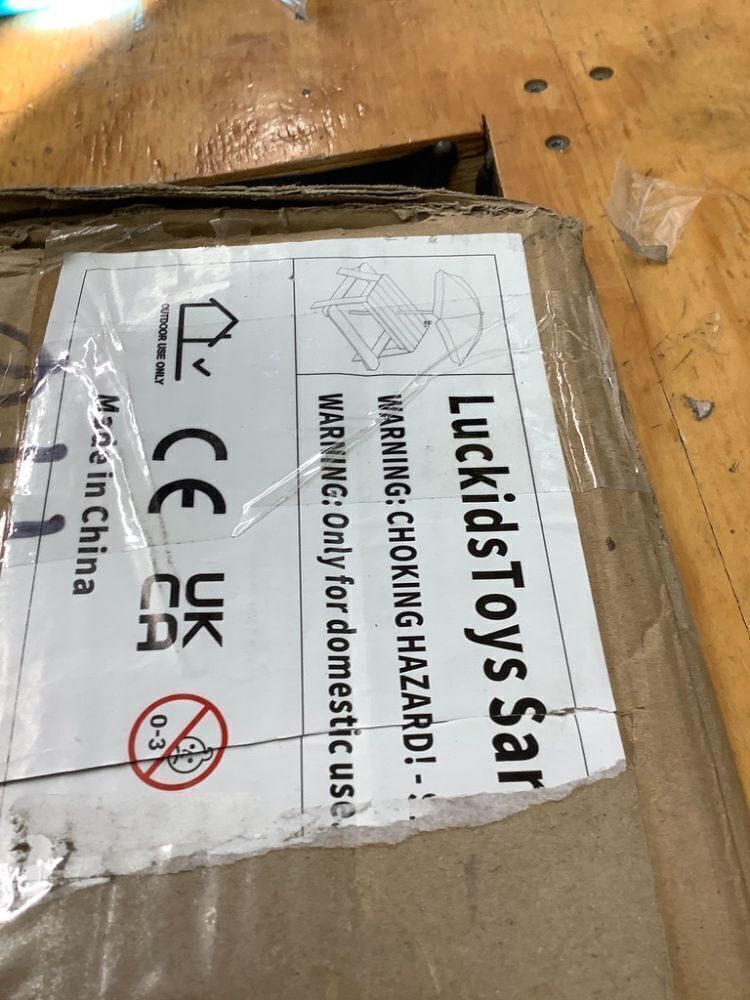 LuckidsToys Sa
WARNING: CHOKING HAZARD! -
WARNING: Only for domestic use.
OUTDOOR USE ONLY
CE
UK
CA
0-3
Made in China